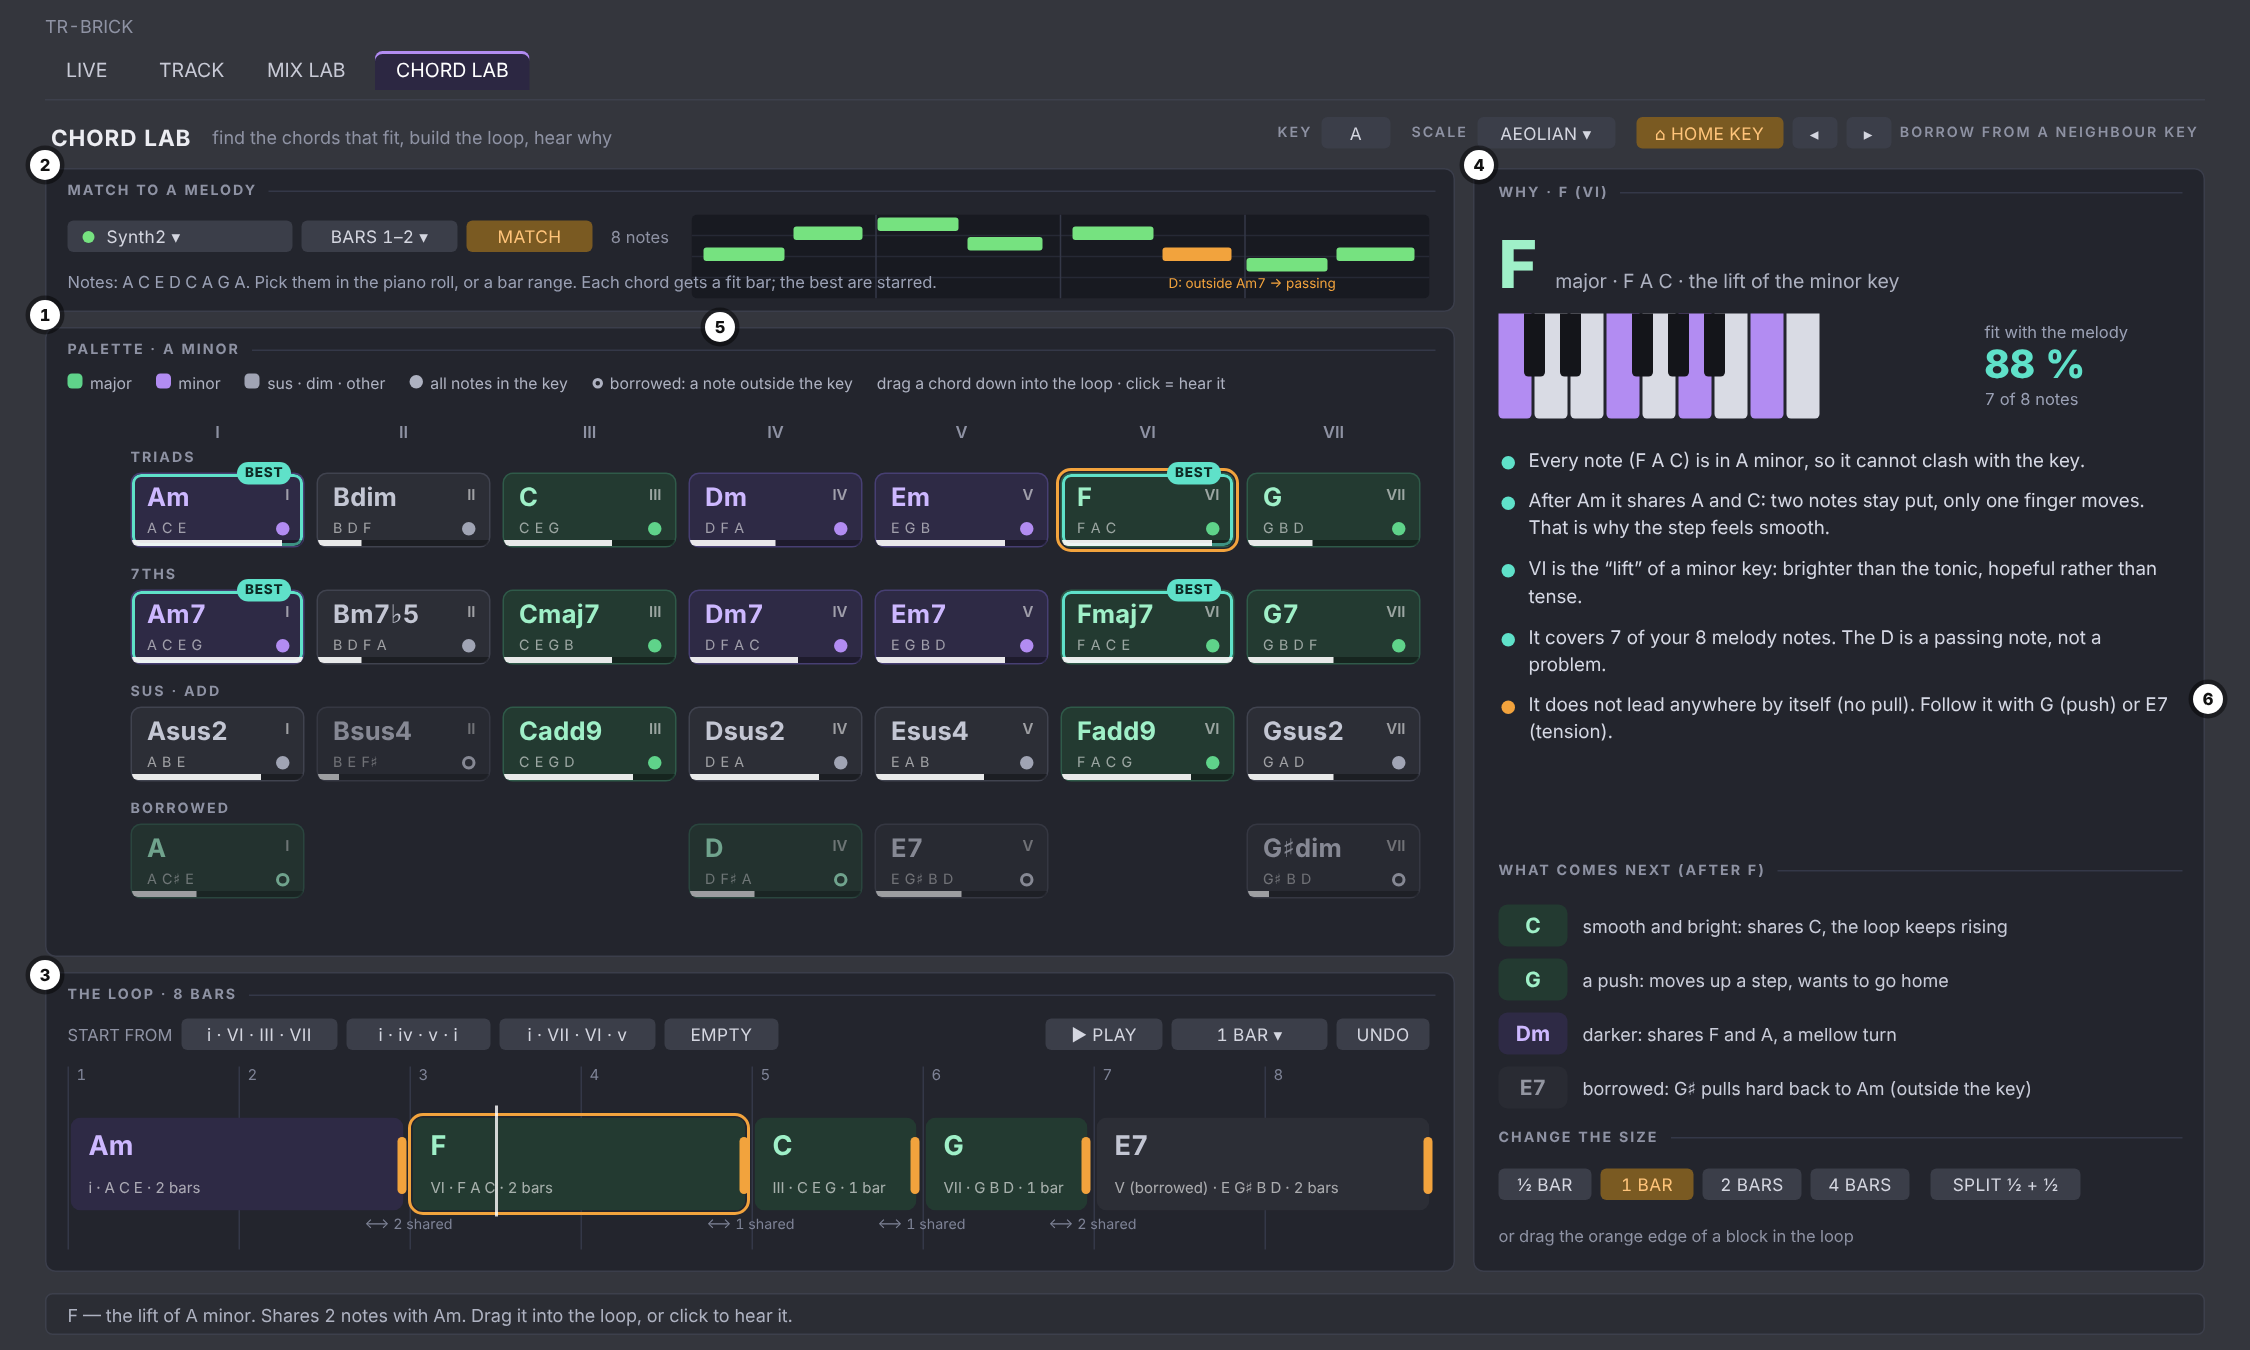 TR-BRICK
LIVE TRACK MIX LAB CHORD LAB
CHORD LAB find the chords that fit, build the loop, hear why
KEY A SCALE AEOLIAN ▾ ⌂ HOME KEY ◂ ▸ BORROW FROM A NEIGHBOUR KEY
2
MATCH TO A MELODY
Synth2 ▾ BARS 1–2 ▾ MATCH 8 notes
Notes: A C E D C A G A. Pick them in the piano roll, or a bar range. Each chord gets a fit bar; the best are starred.
D: outside Am7 → passing
1
5
PALETTE · A MINOR
major minor sus · dim · other all notes in the key borrowed: a note outside the key drag a chord down into the loop · click = hear it
I II III IV V VI VII
TRIADS
BEST BEST
Am I Bdim II C III Dm IV Em V F VI G VII
A C E B D F C E G D F A E G B F A C G B D
7THS
BEST BEST
Am7 I Bm7♭5 II Cmaj7 III Dm7 IV Em7 V Fmaj7 VI G7 VII
A C E G B D F A C E G B D F A C E G B D F A C E G B D F
SUS · ADD
Asus2 I Bsus4 II Cadd9 III Dsus2 IV Esus4 V Fadd9 VI Gsus2 VII
A B E B E F♯ C E G D D E A E A B F A C G G A D
BORROWED
A I D IV E7 V G♯dim VII
A C♯ E D F♯ A E G♯ B D G♯ B D
3
THE LOOP · 8 BARS
START FROM i · VI · III · VII i · iv · v · i i · VII · VI · v EMPTY ▶ PLAY 1 BAR ▾ UNDO
1 2 3 4 5 6 7 8
Am F C G E7
i · A C E · 2 bars VI · F A C · 2 bars III · C E G · 1 bar VII · G B D · 1 bar V (borrowed) · E G♯ B D · 2 bars
⟷ 2 shared ⟷ 1 shared ⟷ 1 shared ⟷ 2 shared
4
WHY · F (VI)
F major · F A C · the lift of the minor key
fit with the melody
88 %
7 of 8 notes
Every note (F A C) is in A minor, so it cannot clash with the key.
After Am it shares A and C: two notes stay put, only one finger moves.
That is why the step feels smooth.
VI is the “lift” of a minor key: brighter than the tonic, hopeful rather than
tense.
It covers 7 of your 8 melody notes. The D is a passing note, not a
problem.
It does not lead anywhere by itself (no pull). Follow it with G (push) or E7
(tension).
6
WHAT COMES NEXT (AFTER F)
C smooth and bright: shares C, the loop keeps rising
G a push: moves up a step, wants to go home
Dm darker: shares F and A, a mellow turn
E7 borrowed: G♯ pulls hard back to Am (outside the key)
CHANGE THE SIZE
½ BAR 1 BAR 2 BARS 4 BARS SPLIT ½ + ½
or drag the orange edge of a block in the loop
F — the lift of A minor. Shares 2 notes with Am. Drag it into the loop, or click to hear it.